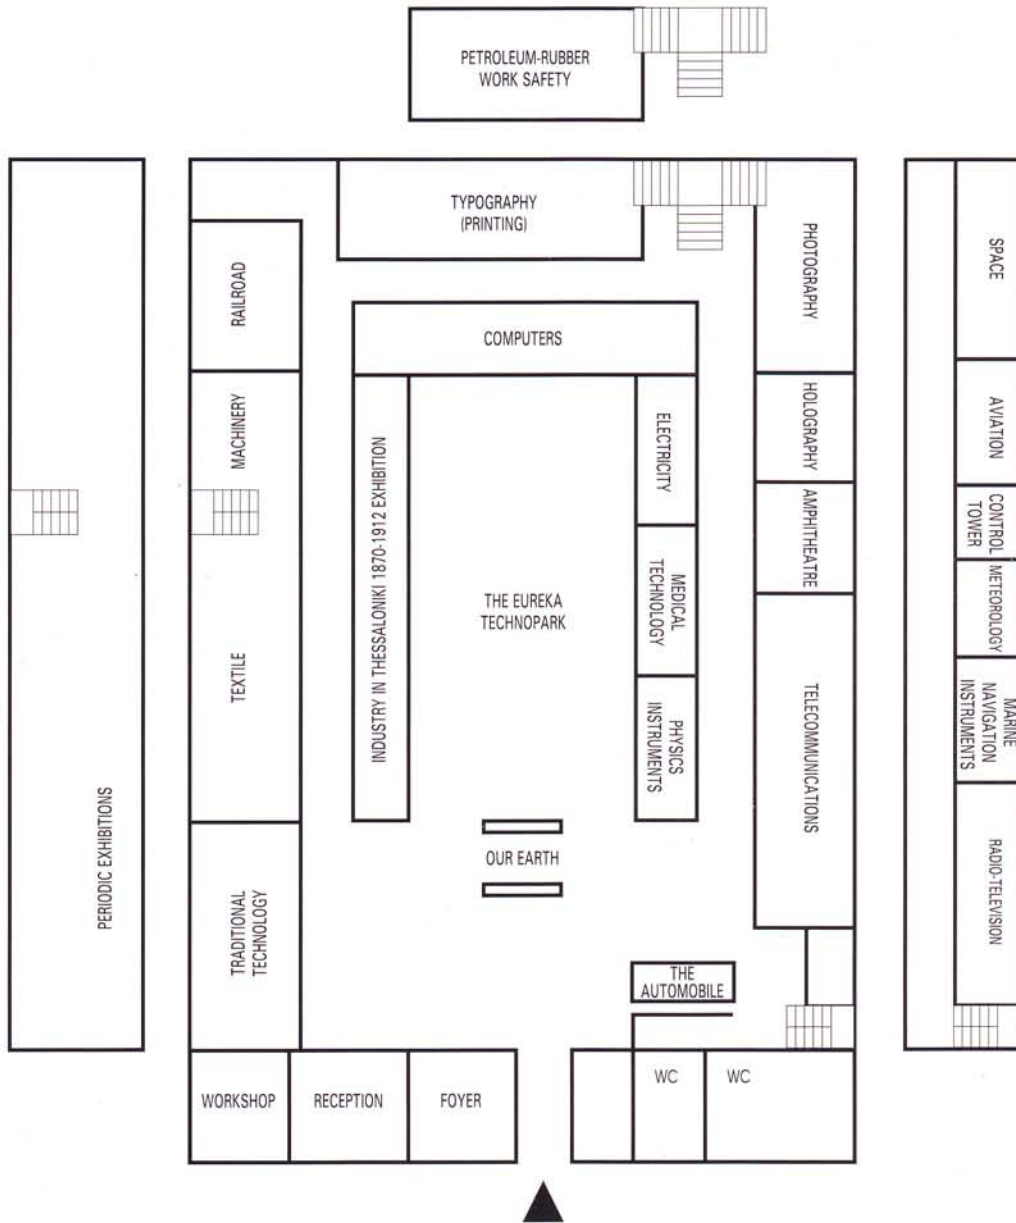 PETROLEUM-RUBBER
WORK SAFETY
TYPOGRAPHY
(PRINTING)
PHOTOGRAPHY
SPACE
RAILROAD
COMPUTERS
MACHINERY
INDUSTRY IN THESSALONIKI 1870-1912 EXHIBITION
ELECTRICITY
HOLOGRAPHY
AVIATION
AMPHITHEATRE
CONTROL
TOWER
THE EUREKA
TECHNOPARK
MEDICAL
TECHNOLOGY
METEOROLOGY
TEXTILE
PHYSICS
INSTRUMENTS
TELECOMMUNICATIONS
MARINE
NAVIGATION
INSTRUMENTS
PERIODIC EXHIBITIONS
OUR EARTH
RADIO-TELEVISION
TRADITIONAL
TECHNOLOGY
THE
AUTOMOBILE
WORKSHOP
RECEPTION
FOYER
WC
WC